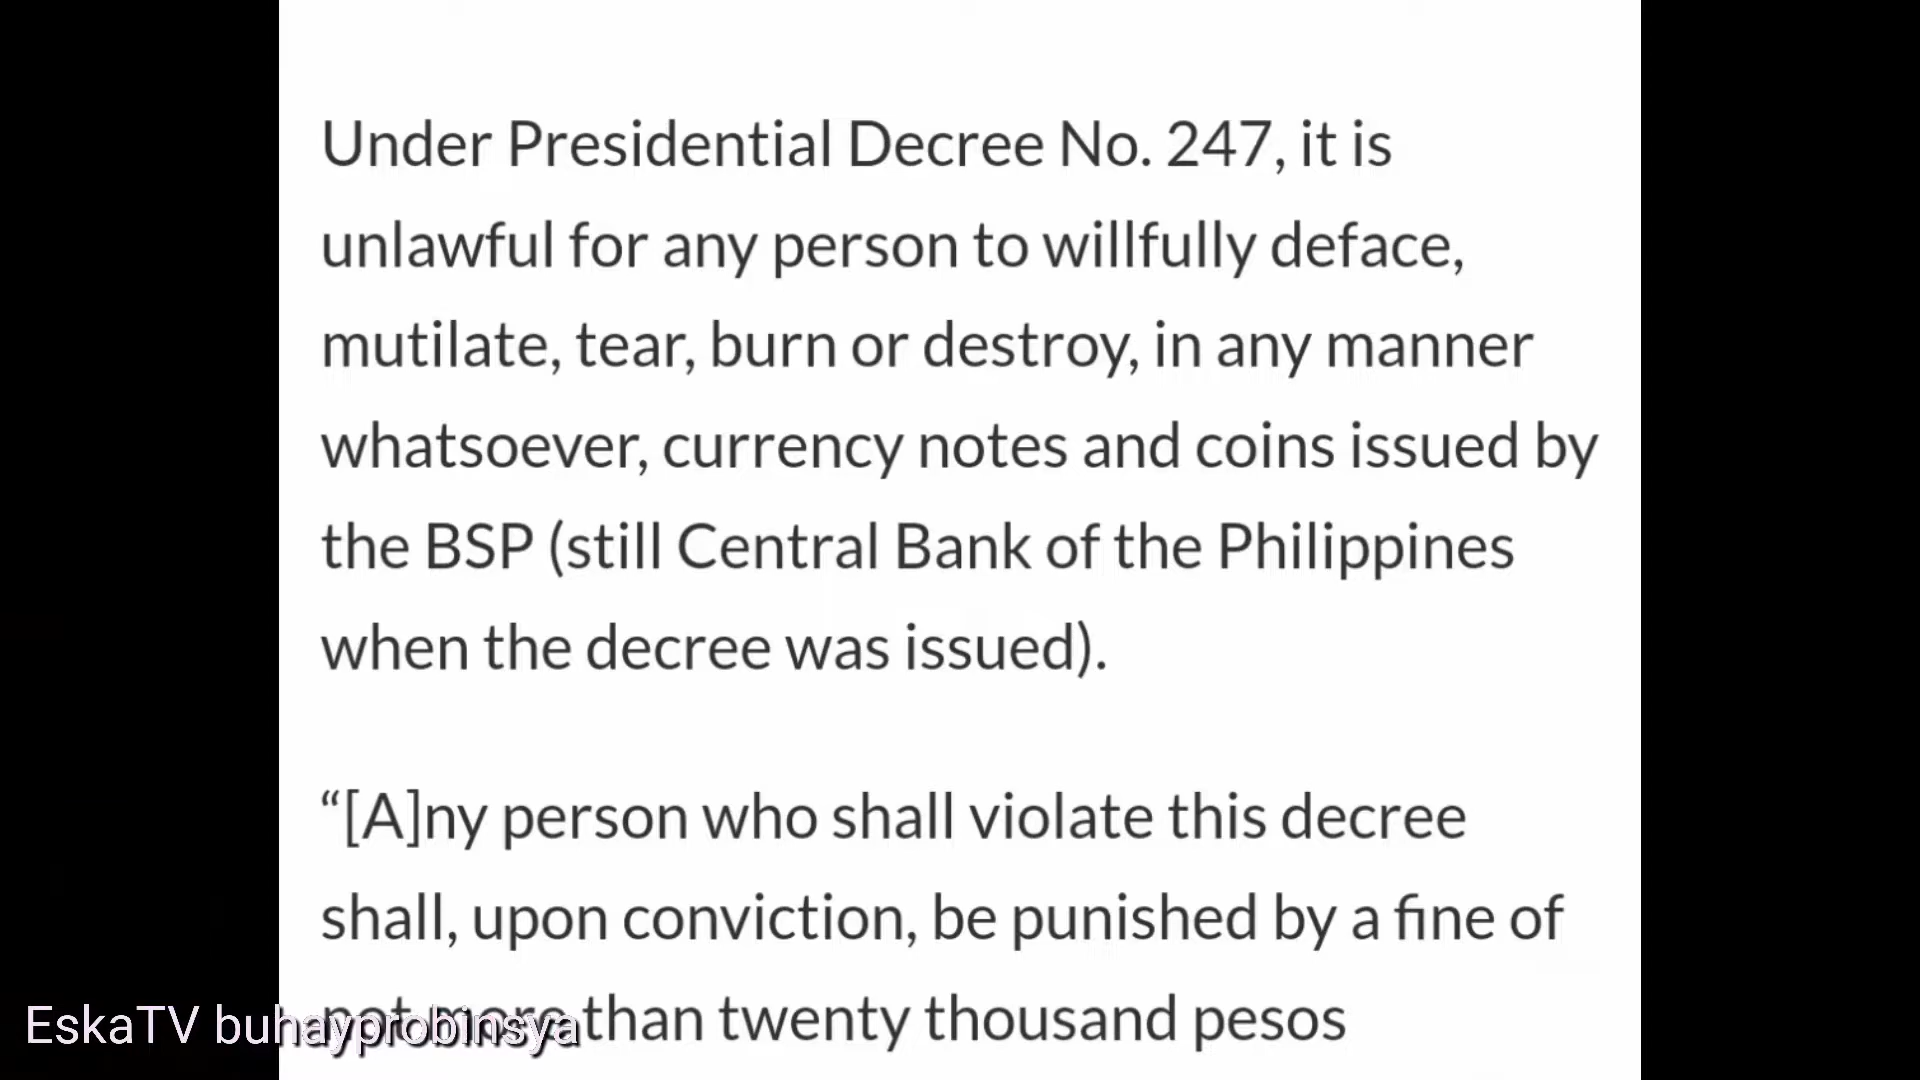 Under Presidential Decree No. 247, it is
unlawful for any person to willfully deface,
mutilate, tear, burn or destroy, in any manner
whatsoever, currency notes and coins issued by
the BSP (still Central Bank of the Philippines
when the decree was issued).
“[A]ny person who shall violate this decree
shall, upon conviction, be punished by a fine of
not more than twenty thousand pesos
EskaTV buhayprobinsya